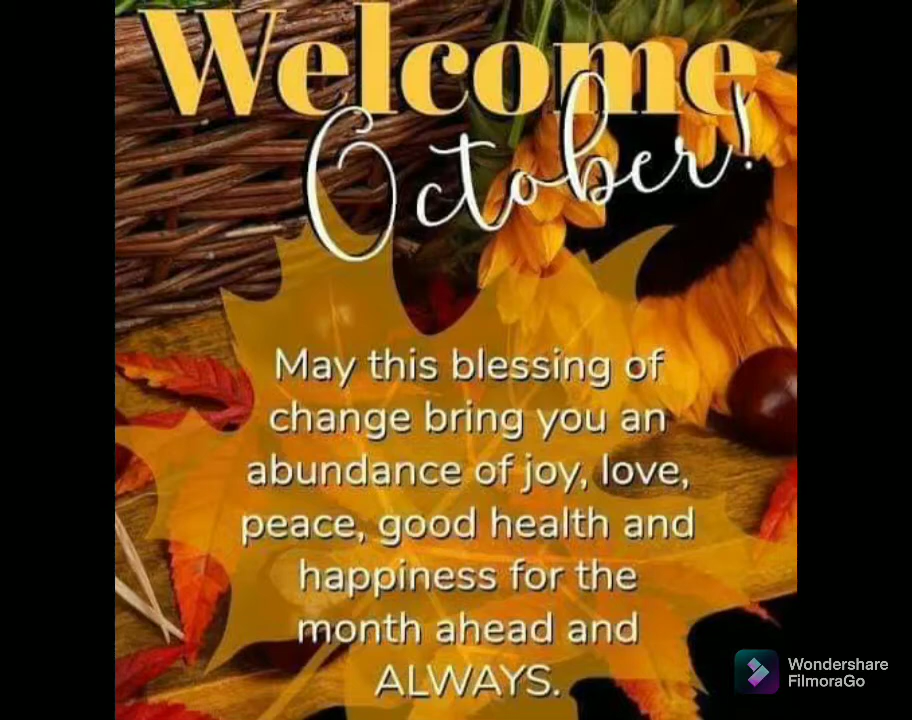 Welcome
October!
May this blessing of
change bring you an
abundance of joy, love,
peace, good health and
happiness for the
month ahead and
ALWAYS.
Wondershare
FilmoraGo